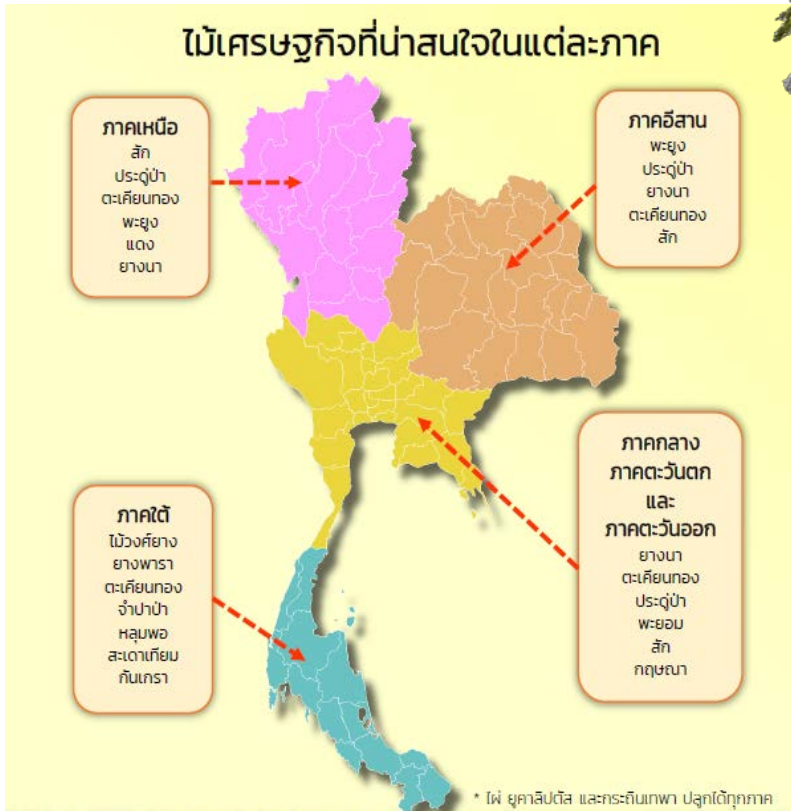 ไม้เศรษฐกิจที่น่าสนใจในแต่ละภาค
ภาคเหนือ
สัก
ประดู่ป่า
ตะเคียนทอง
พะยูง
แดง
ยางนา
ภาคอีสาน
พะยูง
ประดู่ป่า
ยางนา
ตะเคียนทอง
สัก
ภาคกลาง
ภาคตะวันตก
และ
ภาคตะวันออก
ยางนา
ตะเคียนทอง
ประดู่ป่า
พะยอม
สัก
กฤษณา
ภาคใต้
ไม้วงศ์ยาง
ยางพารา
ตะเคียนทอง
จำปาป่า
หลุมพอ
สะเดาเทียม
กันเกรา
* ไผ่ ยูคาลิปตัส และกระถินเทพา ปลูกได้ทุกภาค